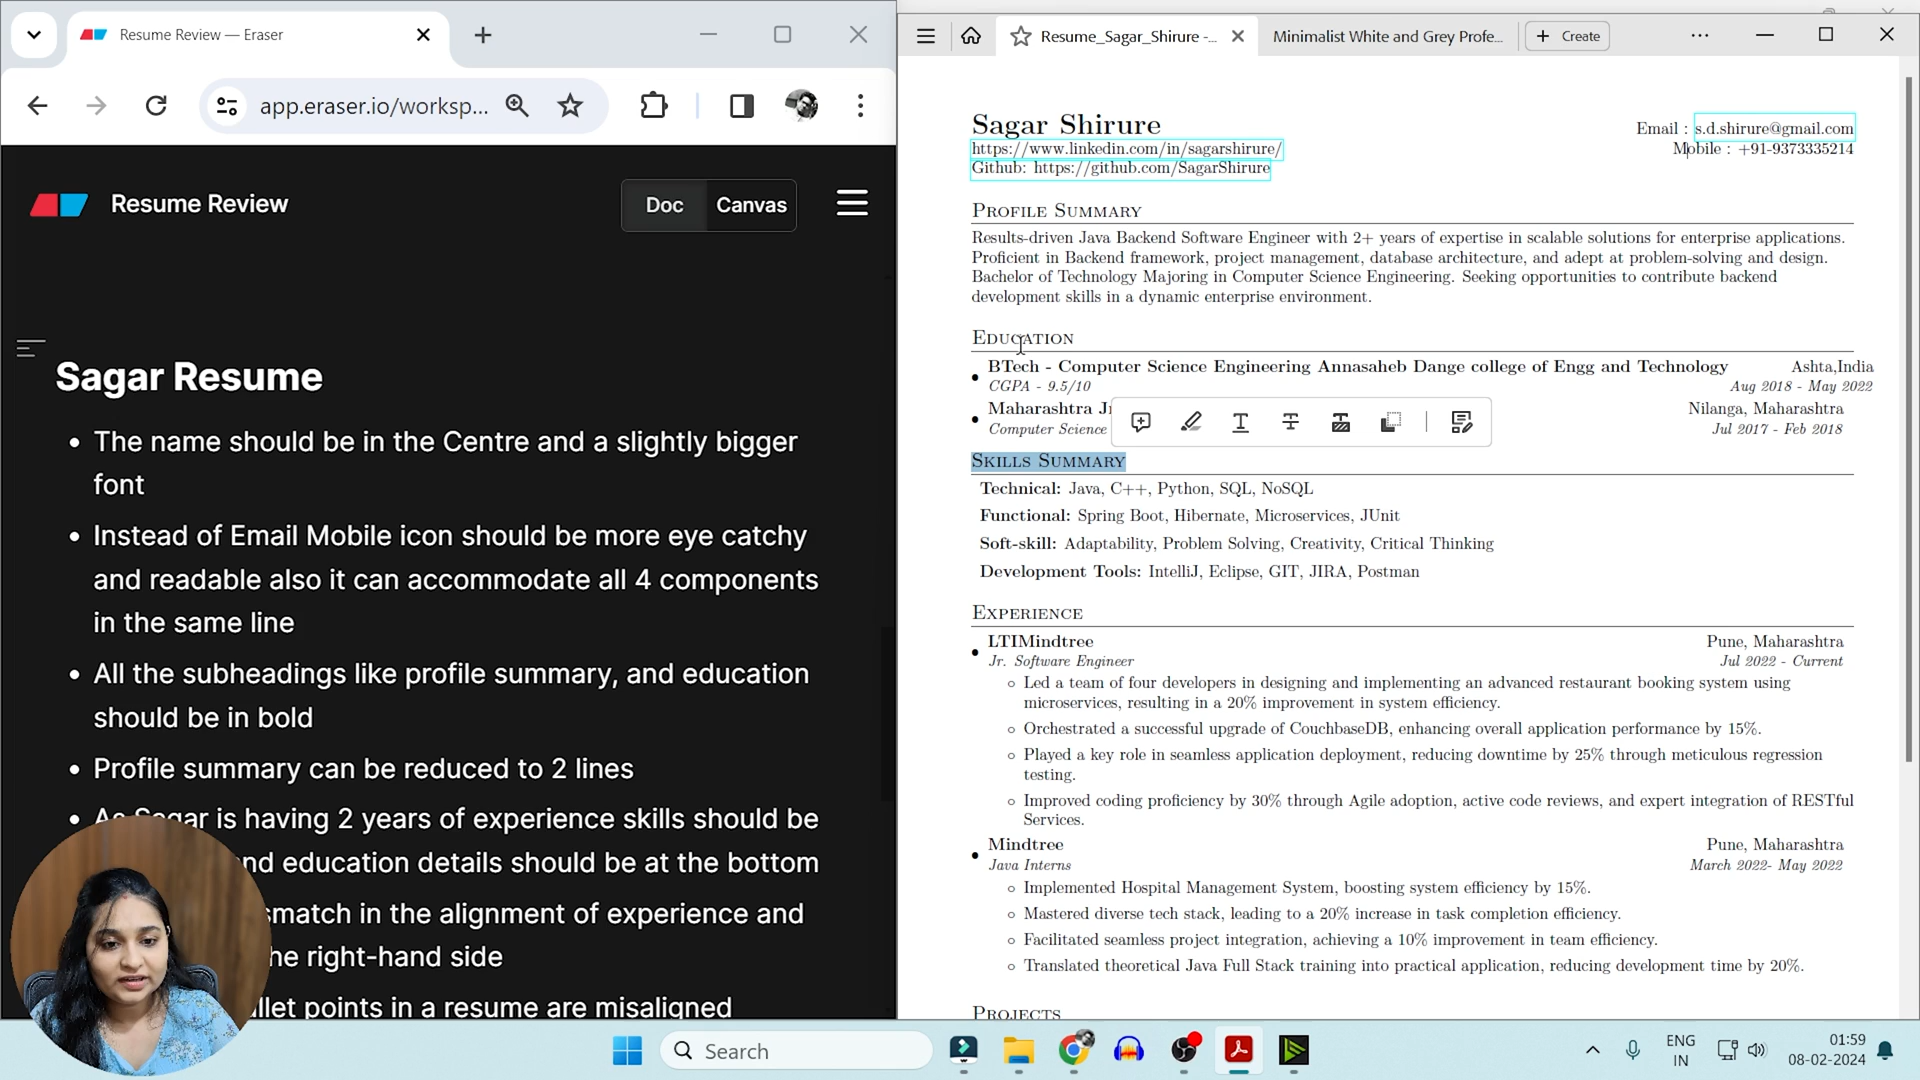 Resume Review — Eraser
app.eraser.io/worksp...
Resume Review
Doc
Canvas
Sagar Resume
The name should be in the Centre and a slightly bigger
font
Instead of Email Mobile icon should be more eye catchy
and readable also it can accommodate all 4 components
in the same line
All the subheadings like profile summary, and education
should be in bold
Profile summary can be reduced to 2 lines
As Sagar is having 2 years of experience skills should be
nd education details should be at the bottom
smatch in the alignment of experience and
he right-hand side
llet points in a resume are misaligned
Resume_Sagar_Shirure -...
Minimalist White and Grey Profe...
Create
Sagar Shirure
https://www.linkedin.com/in/sagarshirure/
Github: https://github.com/SagarShirure
Email : s.d.shirure@gmail.com
Mobile : +91-9373335214
Profile Summary
Results-driven Java Backend Software Engineer with 2+ years of expertise in scalable solutions for enterprise applications.
Proficient in Backend framework, project management, database architecture, and adept at problem-solving and design.
Bachelor of Technology Majoring in Computer Science Engineering. Seeking opportunities to contribute backend
development skills in a dynamic enterprise environment.
Education
BTech - Computer Science Engineering Annasaheb Dange college of Engg and Technology Ashta,India
CGPA - 9.5/10 Aug 2018 - May 2022
Maharashtra Jr Nilanga, Maharashtra
Computer Science Jul 2017 - Feb 2018
Skills Summary
Technical: Java, C++, Python, SQL, NoSQL
Functional: Spring Boot, Hibernate, Microservices, JUnit
Soft-skill: Adaptability, Problem Solving, Creativity, Critical Thinking
Development Tools: IntelliJ, Eclipse, GIT, JIRA, Postman
Experience
LTIMindtree Pune, Maharashtra
Jr. Software Engineer Jul 2022 - Current
Led a team of four developers in designing and implementing an advanced restaurant booking system using
microservices, resulting in a 20% improvement in system efficiency.
Orchestrated a successful upgrade of CouchbaseDB, enhancing overall application performance by 15%.
Played a key role in seamless application deployment, reducing downtime by 25% through meticulous regression
testing.
Improved coding proficiency by 30% through Agile adoption, active code reviews, and expert integration of RESTful
Services.
Mindtree Pune, Maharashtra
Java Interns March 2022- May 2022
Implemented Hospital Management System, boosting system efficiency by 15%.
Mastered diverse tech stack, leading to a 20% increase in task completion efficiency.
Facilitated seamless project integration, achieving a 10% improvement in team efficiency.
Translated theoretical Java Full Stack training into practical application, reducing development time by 20%.
Projects
Search
ENG
IN
01:59
08-02-2024